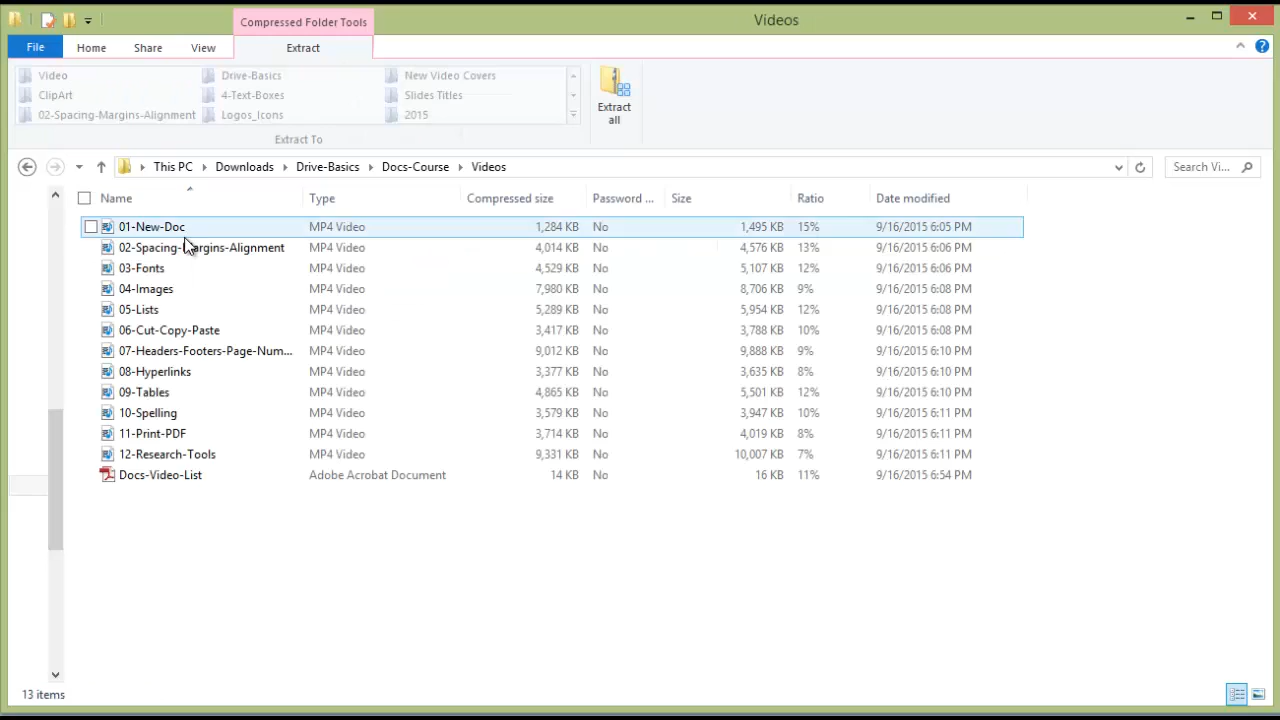 Compressed Folder Tools
Videos
File Home Share View Extract
Video Drive-Basics New Video Covers
ClipArt 4-Text-Boxes Slides Titles
02-Spacing-Margins-Alignment Logos_Icons 2015
Extract all
Extract To
This PC Downloads Drive-Basics Docs-Course Videos Search Vi...
Name Type Compressed size Password ... Size Ratio Date modified
01-New-Doc MP4 Video 1,284 KB No 1,495 KB 15% 9/16/2015 6:05 PM
02-Spacing-Margins-Alignment MP4 Video 4,014 KB No 4,576 KB 13% 9/16/2015 6:06 PM
03-Fonts MP4 Video 4,529 KB No 5,107 KB 12% 9/16/2015 6:06 PM
04-Images MP4 Video 7,980 KB No 8,706 KB 9% 9/16/2015 6:08 PM
05-Lists MP4 Video 5,289 KB No 5,954 KB 12% 9/16/2015 6:08 PM
06-Cut-Copy-Paste MP4 Video 3,417 KB No 3,788 KB 10% 9/16/2015 6:08 PM
07-Headers-Footers-Page-Num... MP4 Video 9,012 KB No 9,888 KB 9% 9/16/2015 6:10 PM
08-Hyperlinks MP4 Video 3,377 KB No 3,635 KB 8% 9/16/2015 6:10 PM
09-Tables MP4 Video 4,865 KB No 5,501 KB 12% 9/16/2015 6:10 PM
10-Spelling MP4 Video 3,579 KB No 3,947 KB 10% 9/16/2015 6:11 PM
11-Print-PDF MP4 Video 3,714 KB No 4,019 KB 8% 9/16/2015 6:11 PM
12-Research-Tools MP4 Video 9,331 KB No 10,007 KB 7% 9/16/2015 6:11 PM
Docs-Video-List Adobe Acrobat Document 14 KB No 16 KB 11% 9/16/2015 6:54 PM
13 items